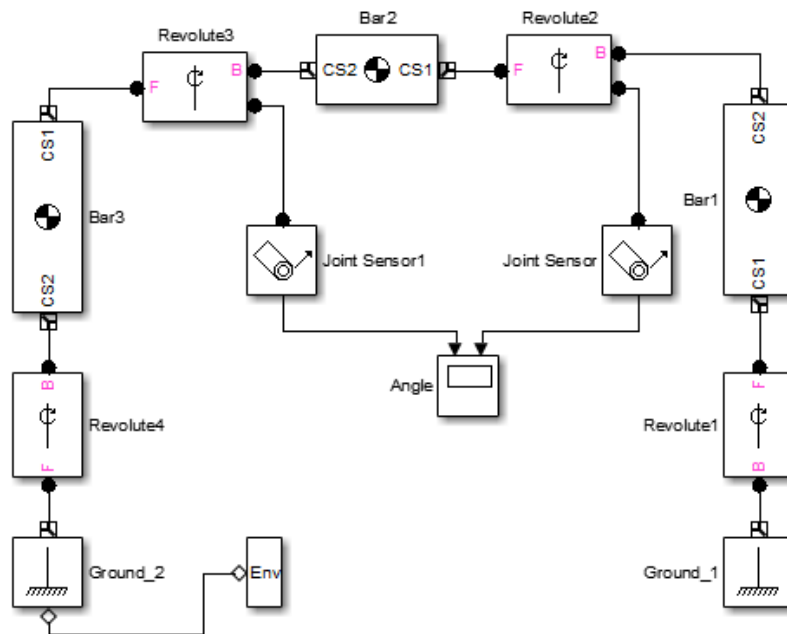 Bar2
Revolute3
Revolute2
F
B
CS2
CS1
F
B
CS1
CS2
Bar3
Bar1
CS2
CS1
Joint Sensor1
Joint Sensor
Angle
B
F
Revolute4
Revolute1
F
B
Ground_2
Env
Ground_1